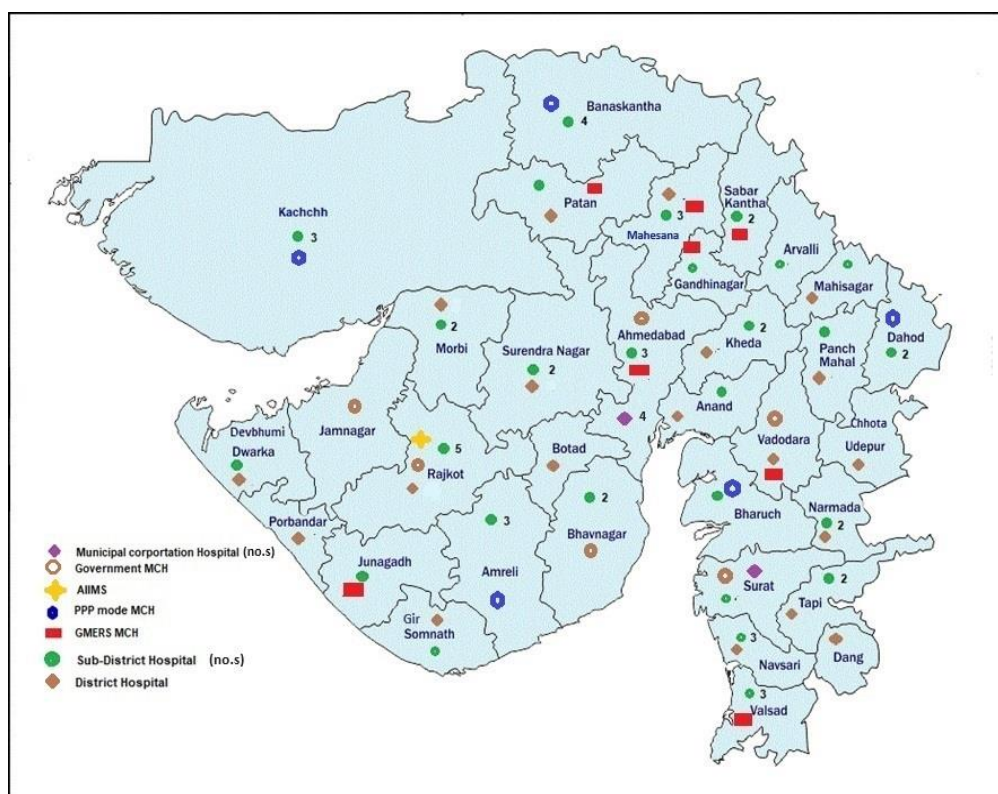 Banaskantha
4
Kachchh
3
Patan
Mahesana
3
Sabar
Kantha
2
Gandhinagar
Arvalli
Mahisagar
Morbi
2
Surendra Nagar
2
Ahmedabad
3
4
Kheda
2
Panch
Mahal
Dahod
2
Devbhumi
Dwarka
Jamnagar
Rajkot
5
Botad
Anand
Vadodara
Chhota
Udepur
Porbandar
Junagadh
Amreli
3
Bhavnagar
2
Bharuch
Narmada
2
Gir
Somnath
Surat
Tapi
2
Navsari
3
Dang
Valsad
3
Municipal corportation Hospital (no.s)
Government MCH
AIIMS
PPP mode MCH
GMERS MCH
Sub-District Hospital (no.s)
District Hospital